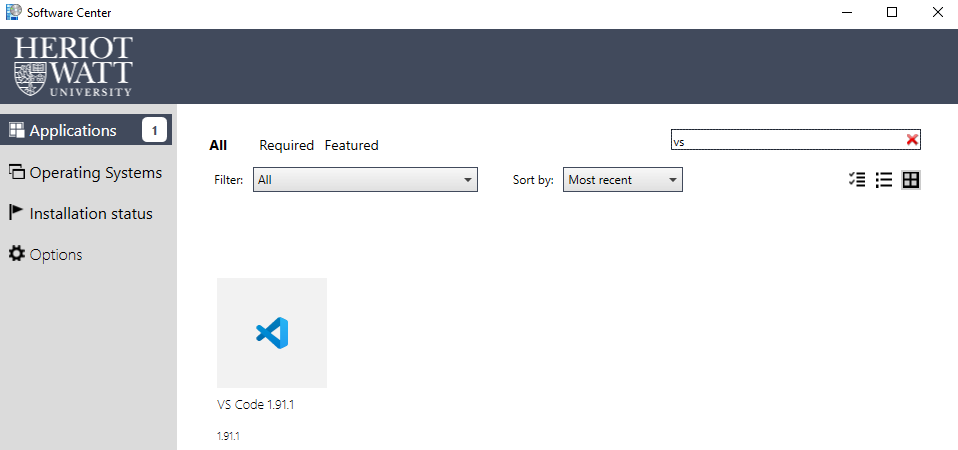 Software Center
HERIOT
WATT
UNIVERSITY
Applications 1
Operating Systems
Installation status
Options
All Required Featured
vs
Filter: All Sort by: Most recent
VS Code 1.91.1
1.91.1